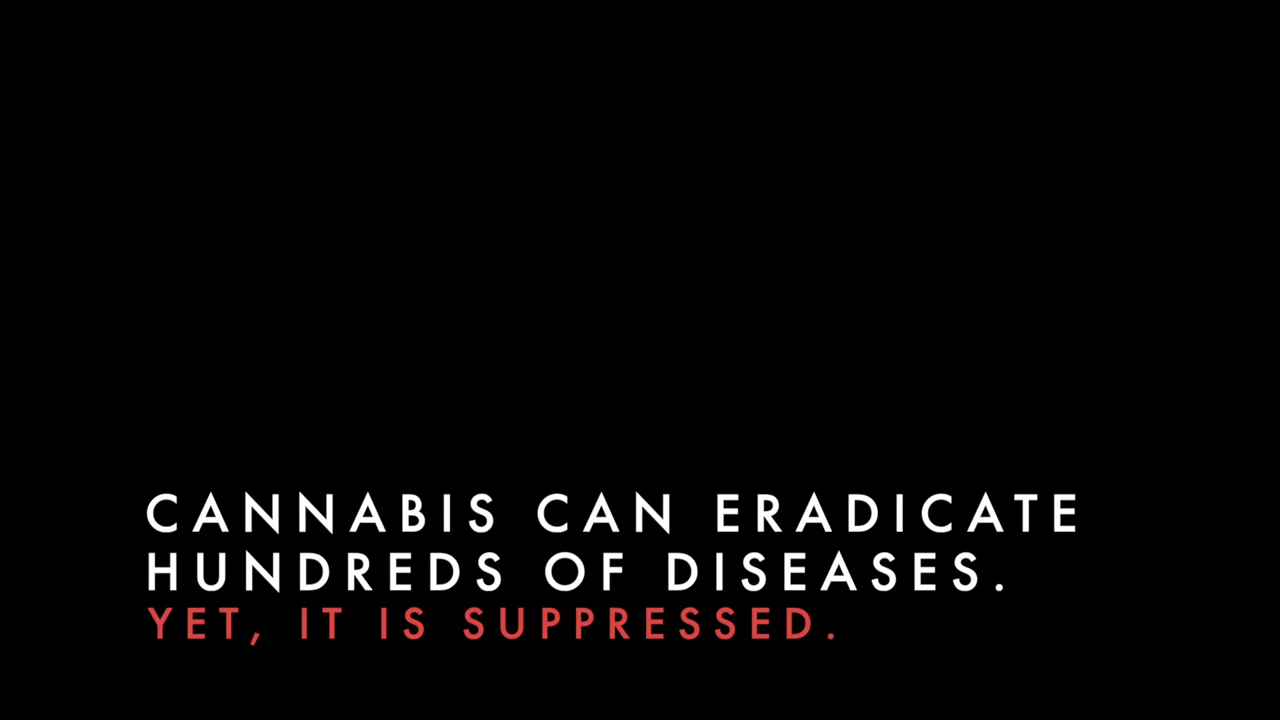 CANNABIS CAN ERADICATE
HUNDREDS OF DISEASES.
YET, IT IS SUPPRESSED.